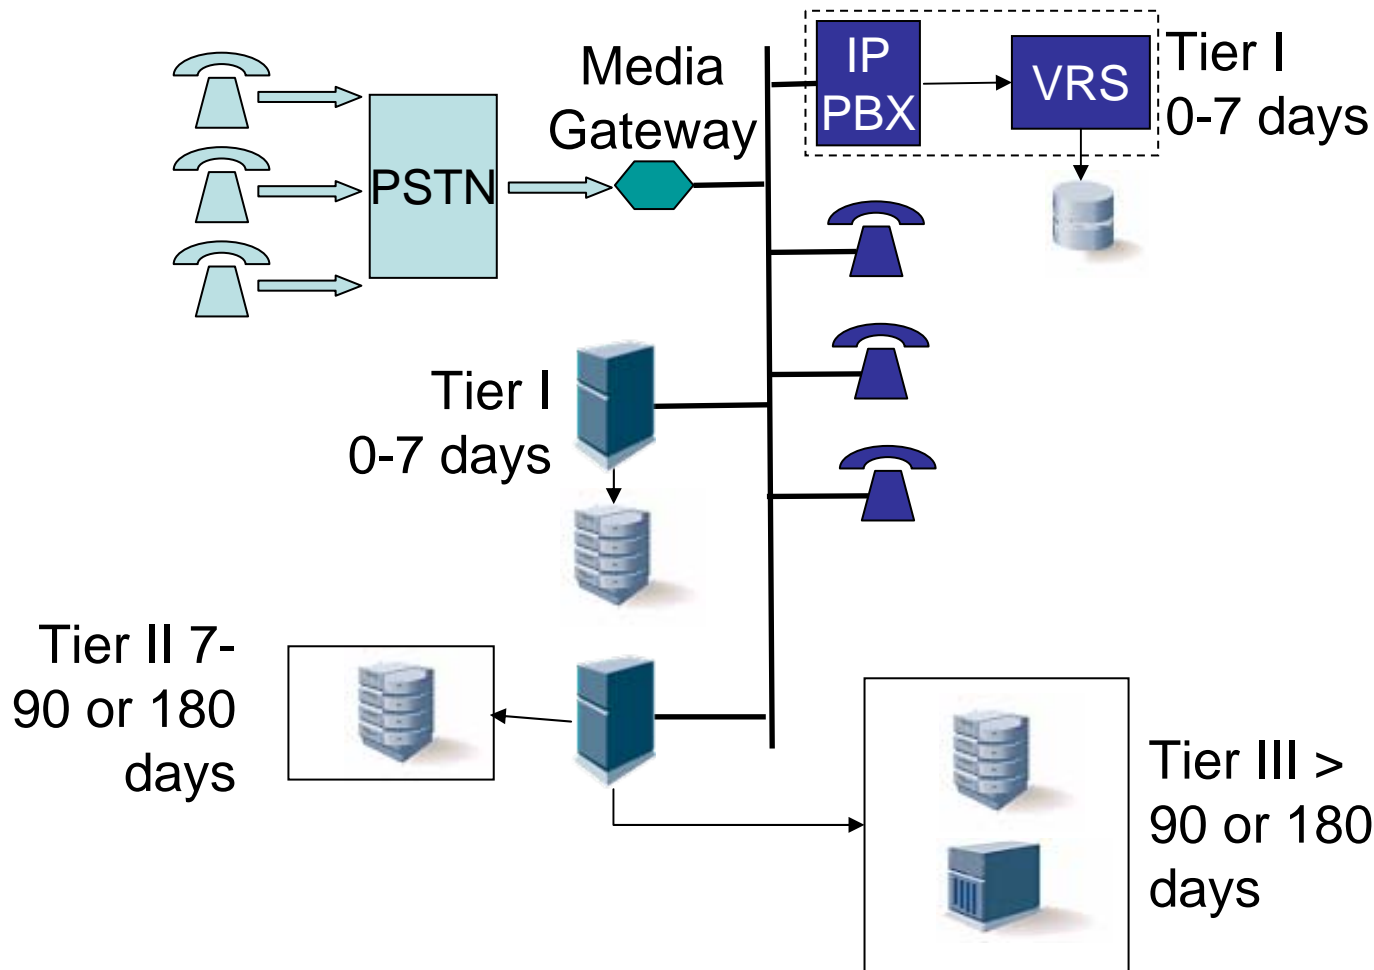 Media
Gateway
IP
PBX
VRS
Tier I
0-7 days
PSTN
Tier I
0-7 days
Tier II 7-
90 or 180
days
Tier III >
90 or 180
days